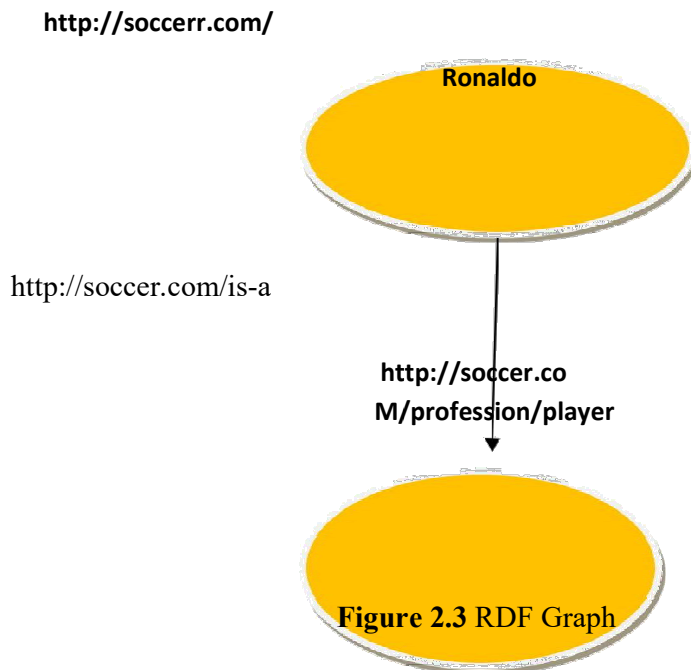 http://soccerr.com/
Ronaldo
http://soccer.com/is-a
http://soccer.co
M/profession/player
Figure 2.3 RDF Graph